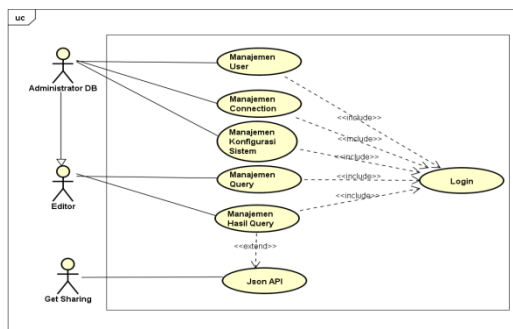 uc
Administrator DB
Manajemen
User
Manajemen
Connection
Manajemen
Konfigurasi
Sistem
Manajemen
Query
Manajemen
Hasil Query
Editor
Get Sharing
Json API
Login
<<include>>
<<include>>
<<include>>
<<include>>
<<include>>
<<extend>>